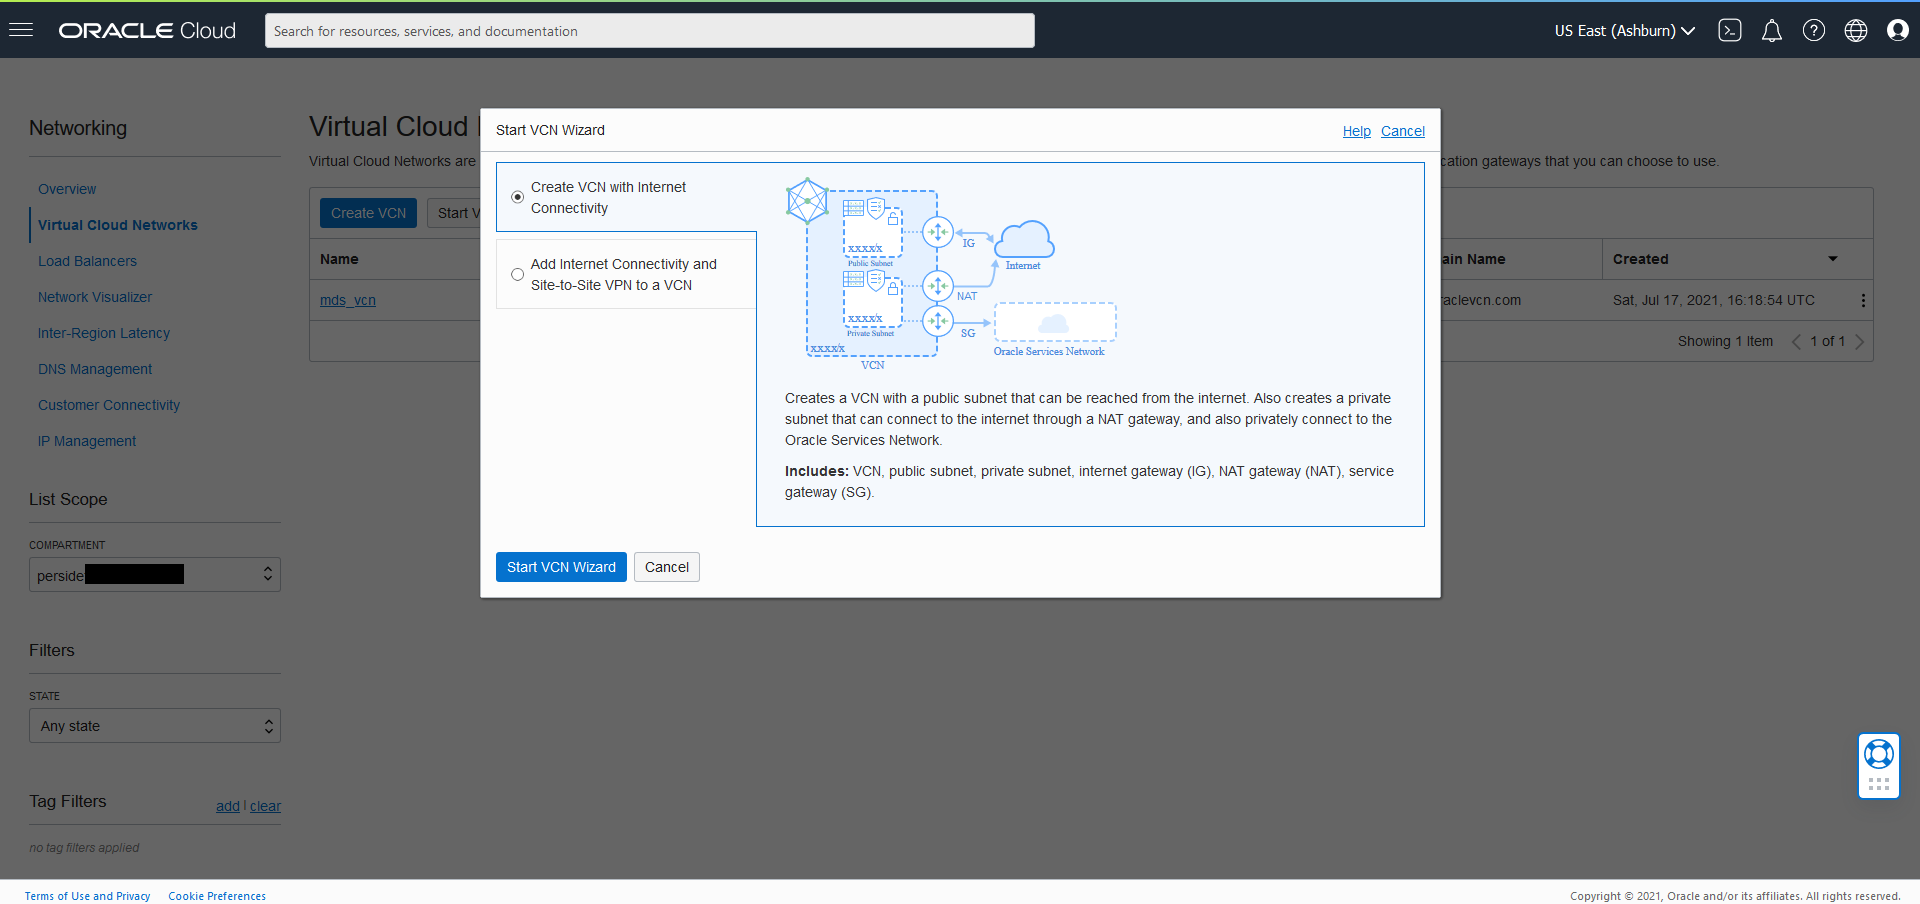 ORACLE Cloud
Search for resources, services, and documentation
US East (Ashburn)
Networking
Overview
Virtual Cloud Networks
Load Balancers
Network Visualizer
Inter-Region Latency
DNS Management
Customer Connectivity
IP Management
List Scope
COMPARTMENT
perside
Filters
STATE
Any state
Tag Filters
add | clear
no tag filters applied
Virtual Cloud
Virtual Cloud Networks are
cation gateways that you can choose to use.
Create VCN
Start V
Name
ain Name
Created
mds_vcn
raclevcn.com
Sat, Jul 17, 2021, 16:18:54 UTC
Showing 1 Item
1 of 1
Start VCN Wizard
Help
Cancel
Create VCN with Internet
Connectivity
Add Internet Connectivity and
Site-to-Site VPN to a VCN
xxxx/x
Public Subnet
xxxx/x
Private Subnet
xxxx/x
VCN
IG
NAT
SG
Internet
Oracle Services Network
Creates a VCN with a public subnet that can be reached from the internet. Also creates a private
subnet that can connect to the internet through a NAT gateway, and also privately connect to the
Oracle Services Network.
Includes: VCN, public subnet, private subnet, internet gateway (IG), NAT gateway (NAT), service
gateway (SG).
Start VCN Wizard
Cancel
Terms of Use and Privacy
Cookie Preferences
Copyright © 2021, Oracle and/or its affiliates. All rights reserved.